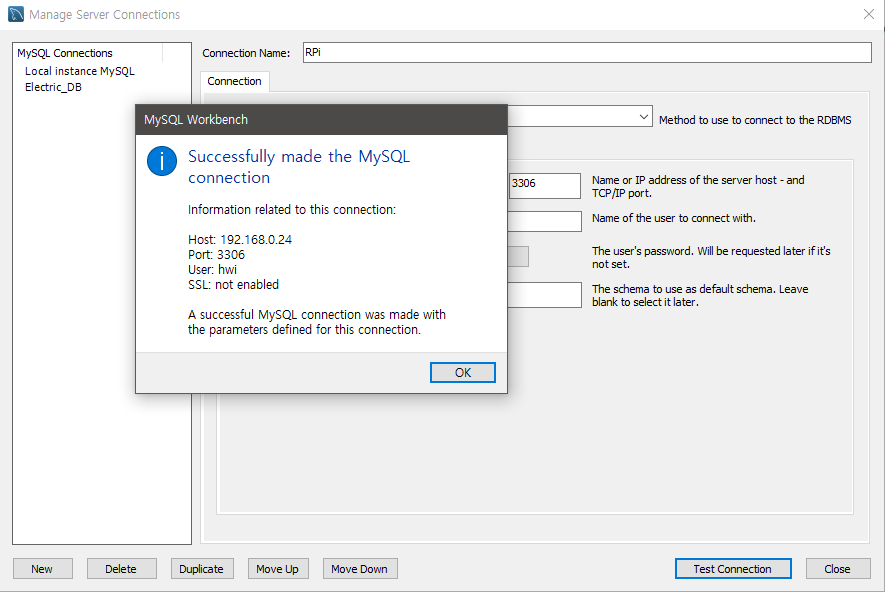 Manage Server Connections
MySQL Connections
Local instance MySQL
Electric_DB
Connection Name:
RPi
Connection
Method to use to connect to the RDBMS
3306
Name or IP address of the server host - and
TCP/IP port.
Name of the user to connect with.
The user's password. Will be requested later if it's
not set.
The schema to use as default schema. Leave
blank to select it later.
MySQL Workbench
Successfully made the MySQL
connection
Information related to this connection:
Host: 192.168.0.24
Port: 3306
User: hwi
SSL: not enabled
A successful MySQL connection was made with
the parameters defined for this connection.
OK
New
Delete
Duplicate
Move Up
Move Down
Test Connection
Close